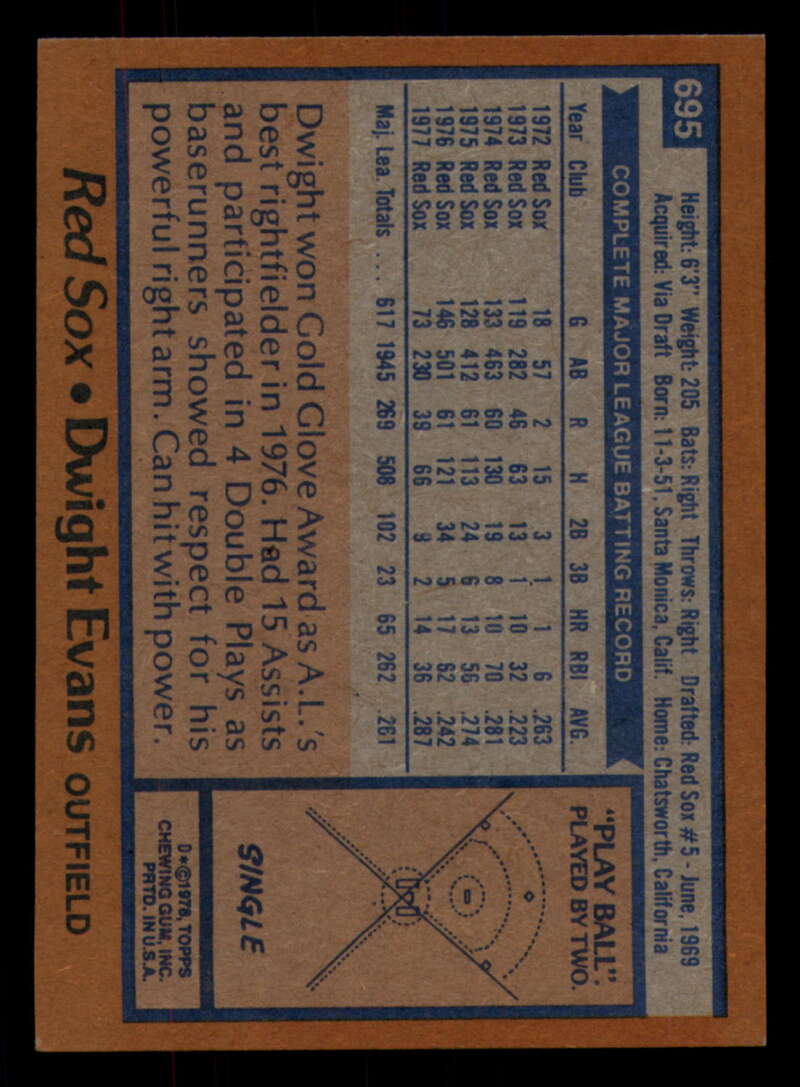 695
Height: 6'3" Weight: 205 Bats: Right Throws: Right Drafted: Red Sox #5 - June, 1969
Acquired: Via Draft Born: 11-3-51, Santa Monica, Calif. Home: Chatsworth, California
COMPLETE MAJOR LEAGUE BATTING RECORD
Year Club G AB R H 2B 3B HR RBI AVG.
1972 Red Sox 18 57 2 15 3 1 1 6 .263
1973 Red Sox 119 282 46 63 13 1 10 32 .223
1974 Red Sox 133 463 60 130 19 8 10 70 .281
1975 Red Sox 128 412 61 113 24 6 13 56 .274
1976 Red Sox 146 501 61 121 34 5 17 62 .242
1977 Red Sox 73 230 39 66 9 2 14 36 .287
Maj. Lea. Totals .... 617 1945 269 508 102 23 65 262 .261
Dwight won Gold Glove Award as A.L.'s
best rightfielder in 1976. Had 15 Assists
and participated in 4 Double Plays as
baserunners showed respect for his
powerful right arm. Can hit with power.
"PLAY BALL".
PLAYED BY TWO.
SINGLE
D*©1978, TOPPS
CHEWING GUM, INC.
PRTD. IN U.S.A.
Red Sox • Dwight Evans OUTFIELD